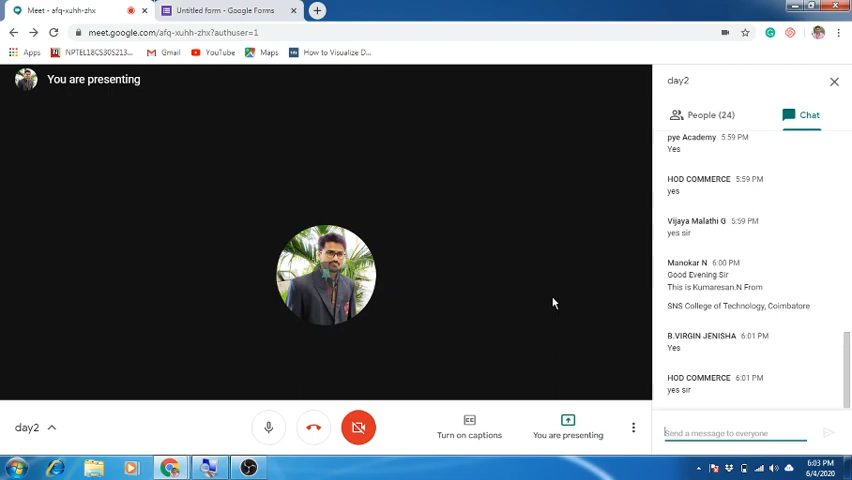 Meet - afq-xuhh-zhx
Untitled form - Google Forms
meet.google.com/afq-xuhh-zhx?authuser=1
Apps
NPTEL18CS30S213...
Gmail
YouTube
Maps
How to Visualize D...
You are presenting
day2
People (24)
Chat
pye Academy 5:59 PM
Yes
HOD COMMERCE 5:59 PM
yes
Vijaya Malathi G 5:59 PM
yes sir
Manokar N 6:00 PM
Good Evening Sir
This is Kumaresan.N From
SNS College of Technology, Coimbatore
B.VIRGIN JENISHA 6:01 PM
Yes
HOD COMMERCE 6:01 PM
yes sir
day2
Turn on captions
You are presenting
Send a message to everyone
6:03 PM
6/4/2020